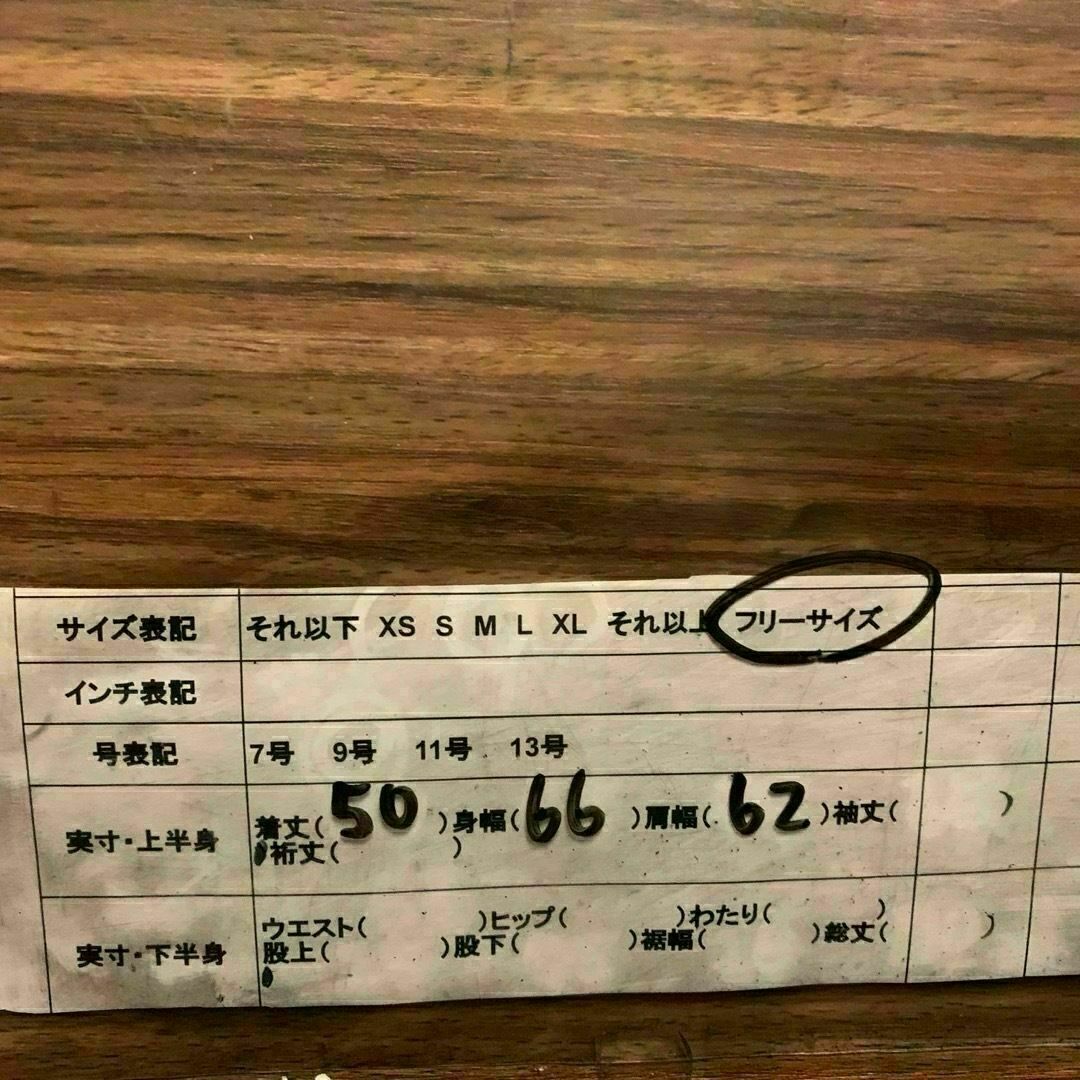 サイズ表記 それ以下 XS S M L XL それ以上 フリーサイズ
インチ表記
号表記 7号 9号 11号 13号
実寸・上半身 着丈( 50 )身幅( 66 )肩幅( 62 )袖丈( )
裄丈( )
実寸・下半身 ウエスト( )ヒップ( )わたり( )
股上( )股下( )裾幅( )総丈( )